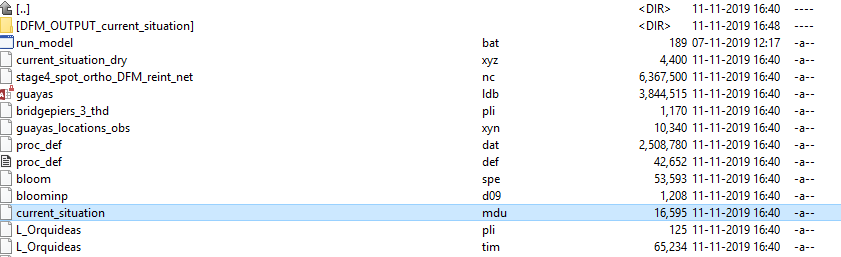 [..] <DIR> 11-11-2019 16:40 ----
[DFM_OUTPUT_current_situation] <DIR> 11-11-2019 16:48 ----
run_model bat 189 07-11-2019 12:17 -a--
current_situation_dry xyz 4,400 11-11-2019 16:40 -a--
stage4_spot_ortho_DFM_reint_net nc 6,367,500 11-11-2019 16:40 -a--
guayas ldb 3,844,515 11-11-2019 16:40 -a--
bridgepiers_3_thd pli 1,170 11-11-2019 16:40 -a--
guayas_locations_obs xyn 10,340 11-11-2019 16:40 -a--
proc_def dat 2,508,780 11-11-2019 16:40 -a--
proc_def def 42,652 11-11-2019 16:40 -a--
bloom spe 53,593 11-11-2019 16:40 -a--
bloominp d09 1,208 11-11-2019 16:40 -a--
current_situation mdu 16,595 11-11-2019 16:40 -a--
L_Orquideas pli 125 11-11-2019 16:40 -a--
L_Orquideas tim 65,234 11-11-2019 16:40 -a--